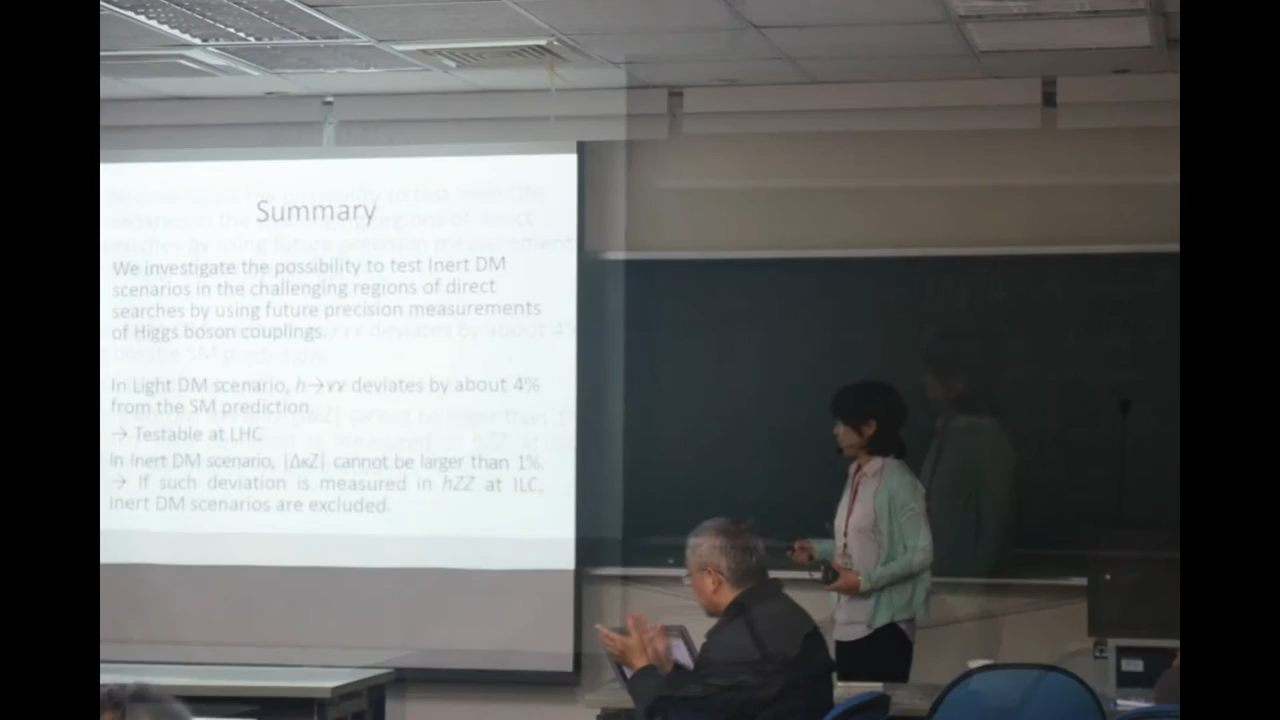 Summary
We investigate the possibility to test Inert DM
scenarios in the challenging regions of direct
searches by using future precision measurements
of Higgs boson couplings.
In Light DM scenario, h→γγ deviates by about 4%
from the SM prediction.
→ Testable at LHC
In Inert DM scenario, |ΔκZ| cannot be larger than 1%.
→ If such deviation is measured in hZZ at ILC,
Inert DM scenarios are excluded.